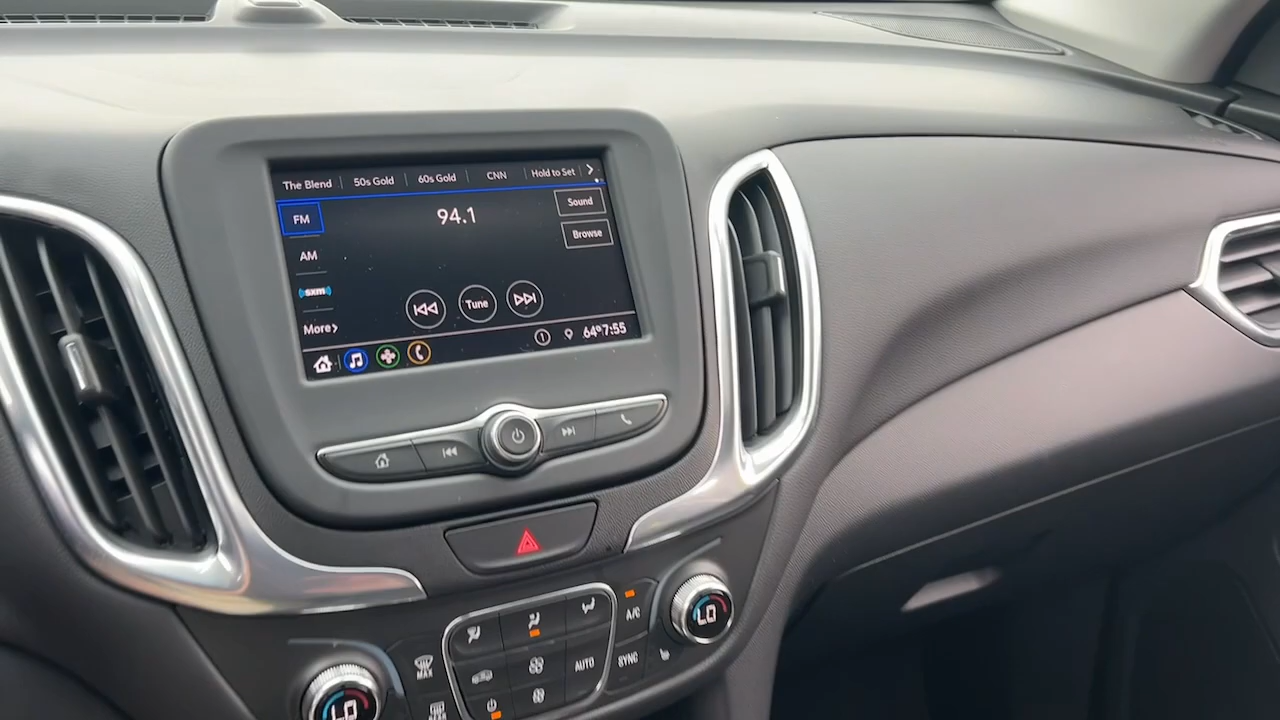 The Blend 50s Gold 60s Gold CNN Hold to Set
FM 94.1 Sound
Browse
AM
sxm
Tune
More
64° 7:55
A/C
LO
MAX AUTO SYNC
LO